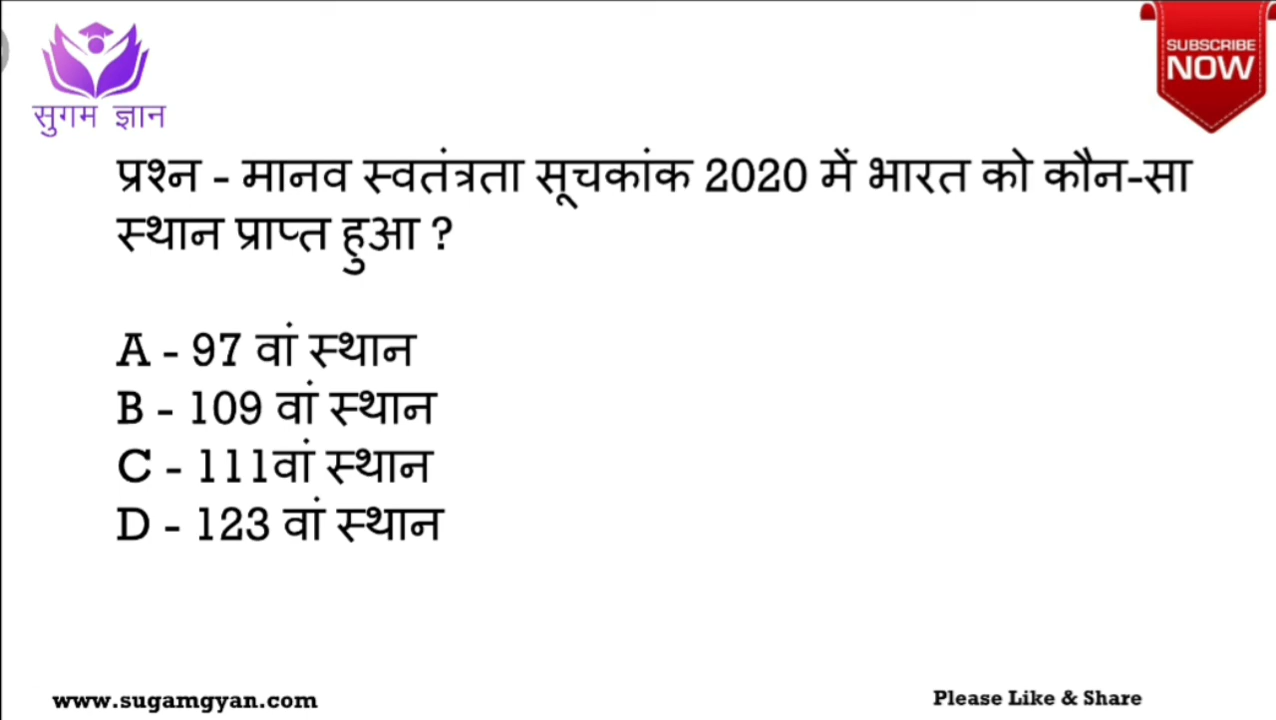 सुगम ज्ञान
SUBSCRIBE
NOW
प्रश्न - मानव स्वतंत्रता सूचकांक 2020 में भारत को कौन-सा
स्थान प्राप्त हुआ ?
A - 97 वां स्थान
B - 109 वां स्थान
C - 111वां स्थान
D - 123 वां स्थान
www.sugamgyan.com
Please Like & Share